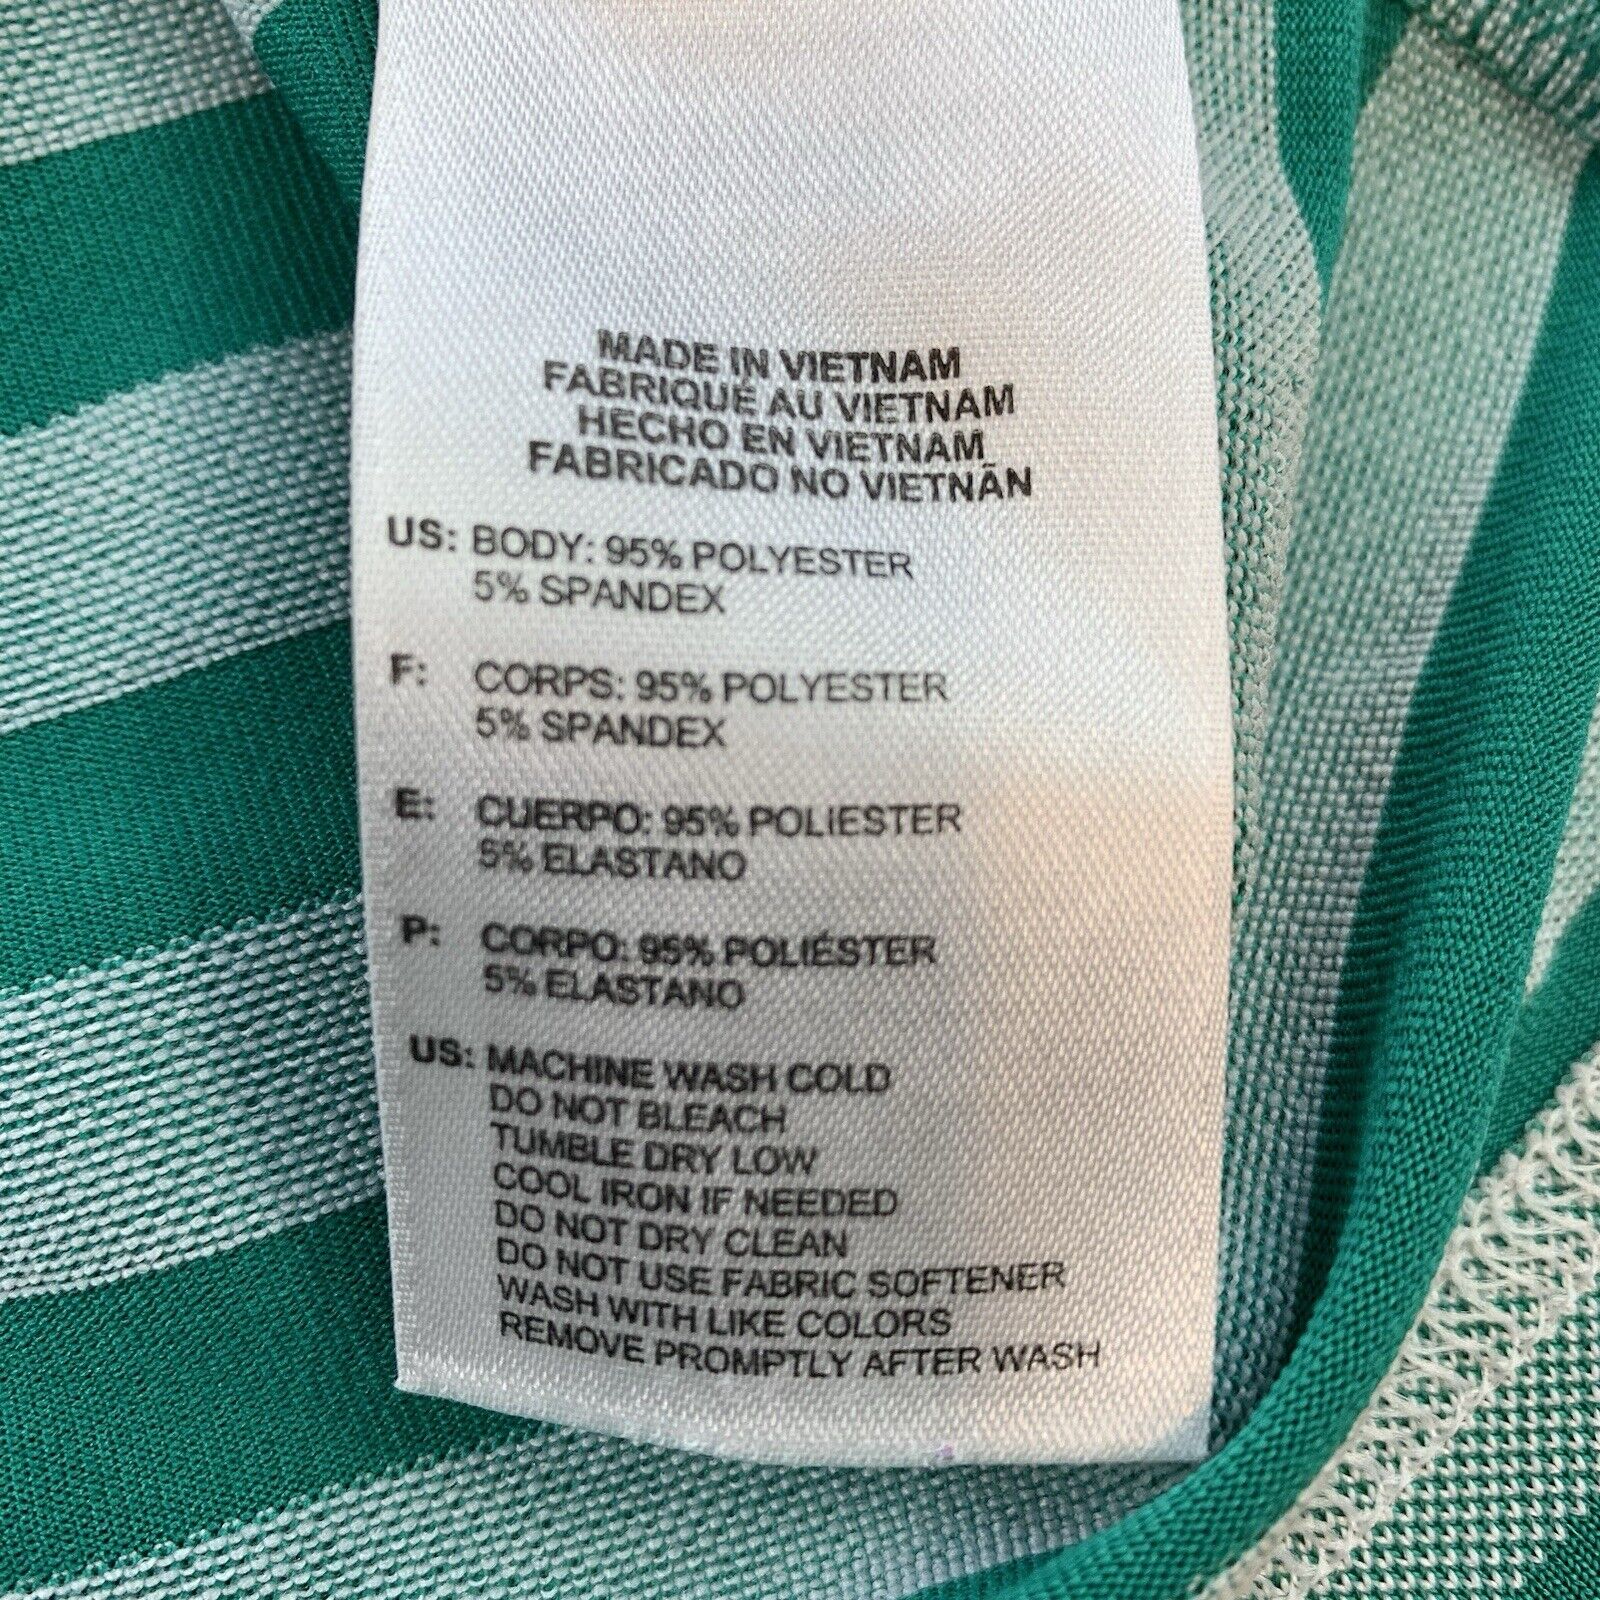 MADE IN VIETNAM
FABRIQUÉ AU VIETNAM
HECHO EN VIETNAM
FABRICADO NO VIETNÃN
US: BODY: 95% POLYESTER
5% SPANDEX
F: CORPS: 95% POLYESTER
5% SPANDEX
E: CUERPO: 95% POLIESTER
5% ELASTANO
P: CORPO: 95% POLIÉSTER
5% ELASTANO
US: MACHINE WASH COLD
DO NOT BLEACH
TUMBLE DRY LOW
COOL IRON IF NEEDED
DO NOT DRY CLEAN
DO NOT USE FABRIC SOFTENER
WASH WITH LIKE COLORS
REMOVE PROMPTLY AFTER WASH